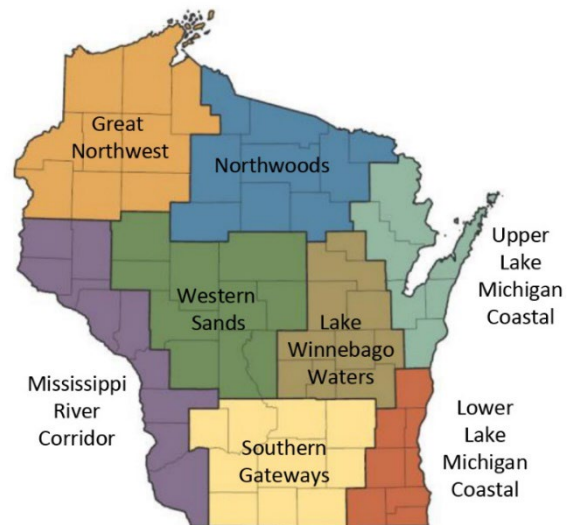 Great
Northwest
Northwoods
Upper
Lake
Michigan
Coastal
Western
Sands
Lake
Winnebago
Waters
Mississippi
River
Corridor
Lower
Lake
Michigan
Coastal
Southern
Gateways